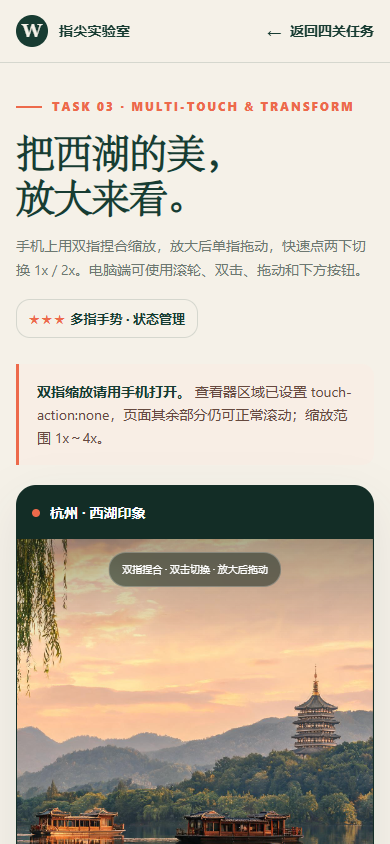 W 指尖实验室
← 返回四关任务
TASK 03 · MULTI-TOUCH & TRANSFORM
把西湖的美，
放大来看。
手机上用双指捏合缩放，放大后单指拖动，快速点两下切
换 1x / 2x。电脑端可使用滚轮、双击、拖动和下方按钮。
★★★ 多指手势 · 状态管理
双指缩放请用手机打开。 查看器区域已设置 touch-
action:none，页面其余部分仍可正常滚动；缩放范
围 1x～4x。
杭州 · 西湖印象
双指捏合 · 双击切换 · 放大后拖动